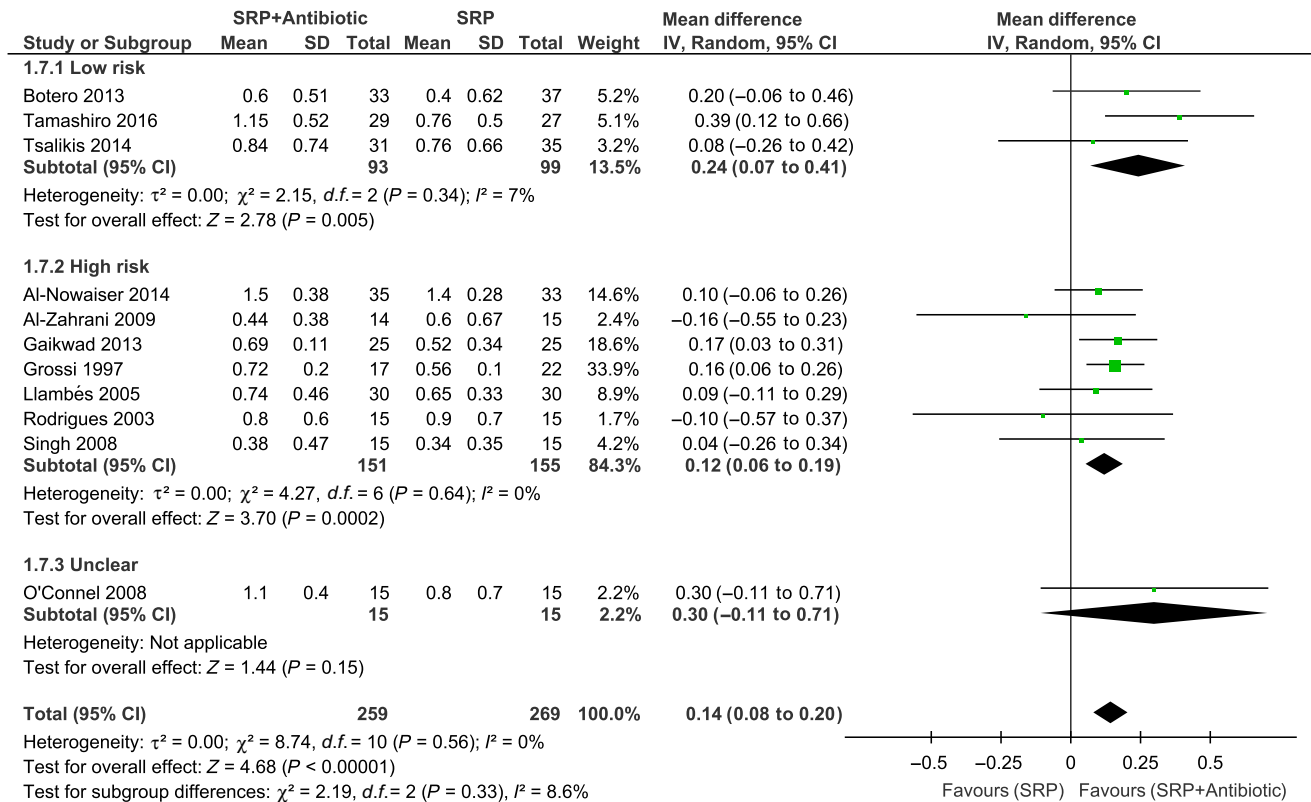 SRP+Antibiotic SRP Mean difference Mean difference
Study or Subgroup Mean SD Total Mean SD Total Weight IV, Random, 95% CI IV, Random, 95% CI
1.7.1 Low risk
Botero 2013 0.6 0.51 33 0.4 0.62 37 5.2% 0.20 (−0.06 to 0.46)
Tamashiro 2016 1.15 0.52 29 0.76 0.5 27 5.1% 0.39 (0.12 to 0.66)
Tsalikis 2014 0.84 0.74 31 0.76 0.66 35 3.2% 0.08 (-0.26 to 0.42)
Subtotal (95% CI) 93 99 13.5% 0.24 (0.07 to 0.41)
Heterogeneity: τ² = 0.00; χ² = 2.15, d.f. = 2 (P = 0.34); I² = 7%
Test for overall effect: Z = 2.78 (P = 0.005)
1.7.2 High risk
Al-Nowaiser 2014 1.5 0.38 35 1.4 0.28 33 14.6% 0.10 (−0.06 to 0.26)
Al-Zahrani 2009 0.44 0.38 14 0.6 0.67 15 2.4% −0.16 (−0.55 to 0.23)
Gaikwad 2013 0.69 0.11 25 0.52 0.34 25 18.6% 0.17 (0.03 to 0.31)
Grossi 1997 0.72 0.2 17 0.56 0.1 22 33.9% 0.16 (0.06 to 0.26)
Llambés 2005 0.74 0.46 30 0.65 0.33 30 8.9% 0.09 (−0.11 to 0.29)
Rodrigues 2003 0.8 0.6 15 0.9 0.7 15 1.7% −0.10 (−0.57 to 0.37)
Singh 2008 0.38 0.47 15 0.34 0.35 15 4.2% 0.04 (−0.26 to 0.34)
Subtotal (95% CI) 151 155 84.3% 0.12 (0.06 to 0.19)
Heterogeneity: τ² = 0.00; χ² = 4.27, d.f. = 6 (P = 0.64); I² = 0%
Test for overall effect: Z = 3.70 (P = 0.0002)
1.7.3 Unclear
O'Connel 2008 1.1 0.4 15 0.8 0.7 15 2.2% 0.30 (−0.11 to 0.71)
Subtotal (95% CI) 15 15 2.2% 0.30 (−0.11 to 0.71)
Heterogeneity: Not applicable
Test for overall effect: Z = 1.44 (P = 0.15)
Total (95% CI) 259 269 100.0% 0.14 (0.08 to 0.20)
Heterogeneity: τ² = 0.00; χ² = 8.74, d.f. = 10 (P = 0.56); I² = 0%
Test for overall effect: Z = 4.68 (P < 0.00001)
Test for subgroup differences: χ² = 2.19, d.f. = 2 (P = 0.33), I² = 8.6%
−0.5 −0.25 0 0.25 0.5
Favours (SRP) Favours (SRP+Antibiotic)